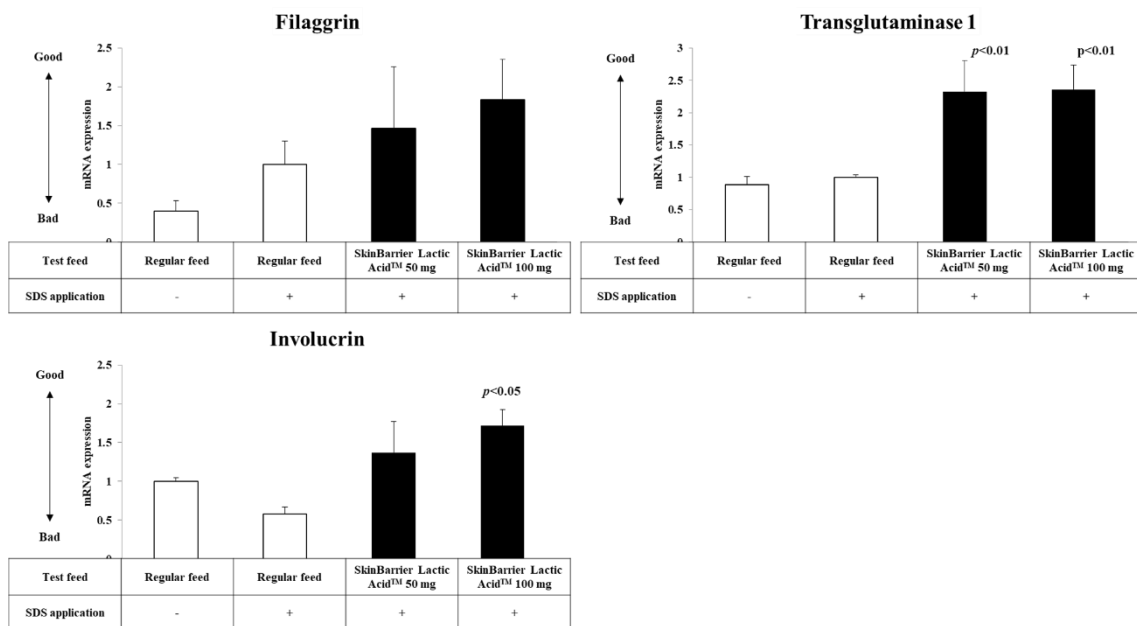 Filaggrin
Good
Bad
mRNA expression
2.5
2
1.5
1
0.5
0
Test feed
Regular feed
Regular feed
SkinBarrier Lactic
Acid™ 50 mg
SkinBarrier Lactic
Acid™ 100 mg
SDS application
-
+
+
+
Transglutaminase 1
Good
Bad
mRNA expression
3
2.5
2
1.5
1
0.5
0
p<0.01
p<0.01
Test feed
Regular feed
Regular feed
SkinBarrier Lactic
Acid™ 50 mg
SkinBarrier Lactic
Acid™ 100 mg
SDS application
-
+
+
+
Involucrin
Good
Bad
mRNA expression
2.5
2
1.5
1
0.5
0
p<0.05
Test feed
Regular feed
Regular feed
SkinBarrier Lactic
Acid™ 50 mg
SkinBarrier Lactic
Acid™ 100 mg
SDS application
-
+
+
+